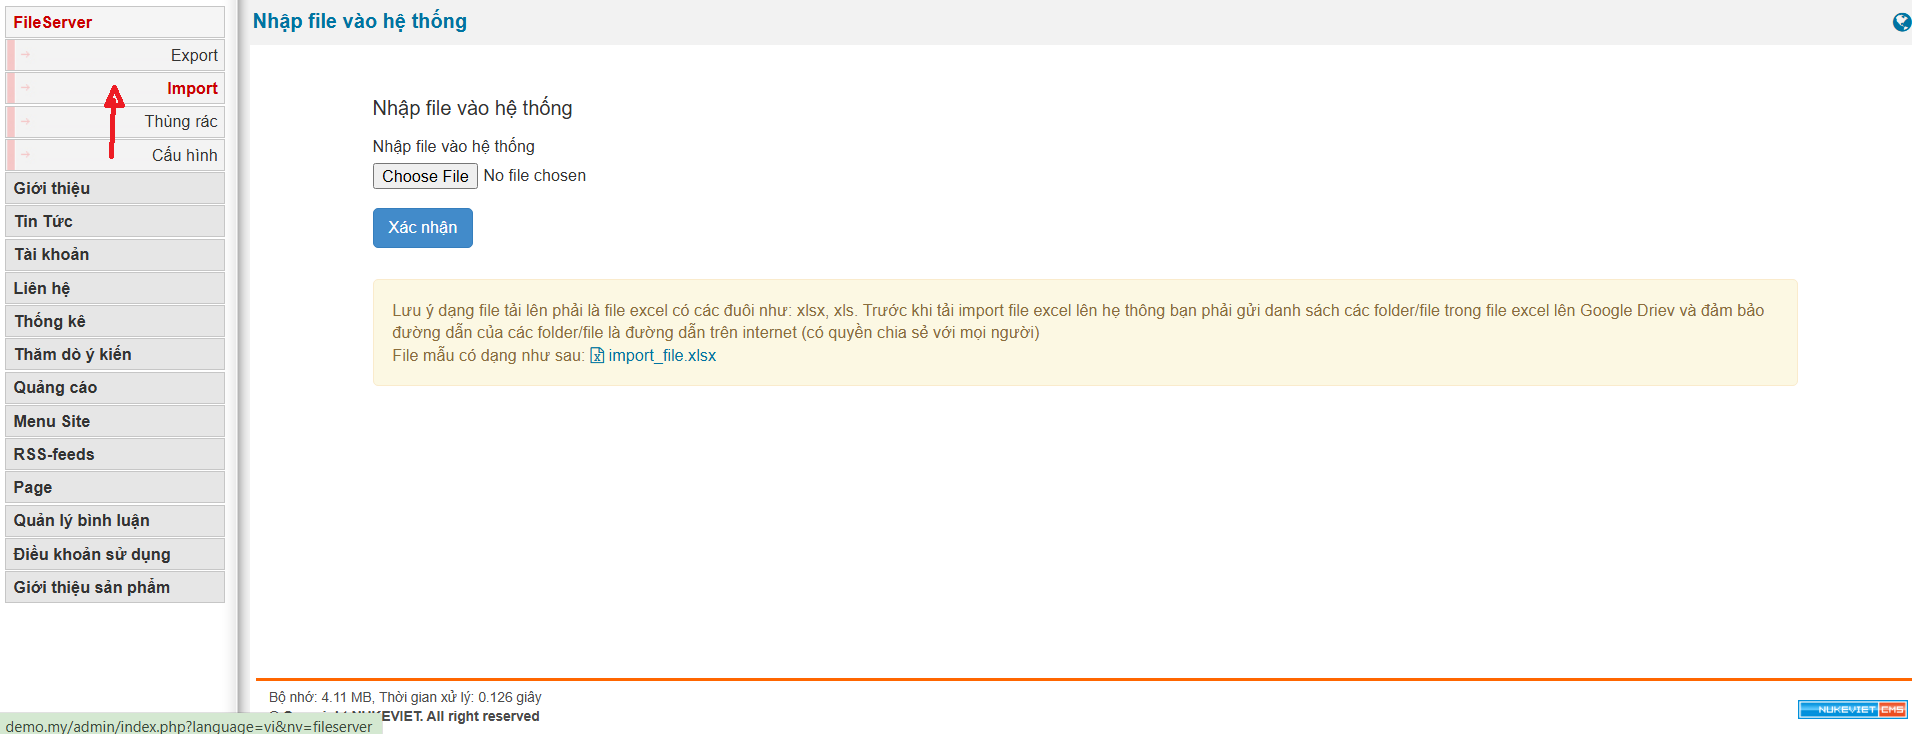 FileServer
Export
Import
Thùng rác
Cấu hình
Giới thiệu
Tin Tức
Tài khoản
Liên hệ
Thống kê
Thăm dò ý kiến
Quảng cáo
Menu Site
RSS-feeds
Page
Quản lý bình luận
Điều khoản sử dụng
Giới thiệu sản phẩm
Nhập file vào hệ thống
Nhập file vào hệ thống
Nhập file vào hệ thống
Choose File No file chosen
Xác nhận
Lưu ý dạng file tải lên phải là file excel có các đuôi như: xlsx, xls. Trước khi tải import file excel lên hẹ thông bạn phải gửi danh sách các folder/file trong file excel lên Google Driev và đảm bảo
đường dẫn của các folder/file là đường dẫn trên internet (có quyền chia sẻ với mọi người)
File mẫu có dạng như sau: import_file.xlsx
Bộ nhớ: 4.11 MB, Thời gian xử lý: 0.126 giây
NUKEVIET. All right reserved
NUKEVIET CMS
demo.my/admin/index.php?language=vi&nv=fileserver